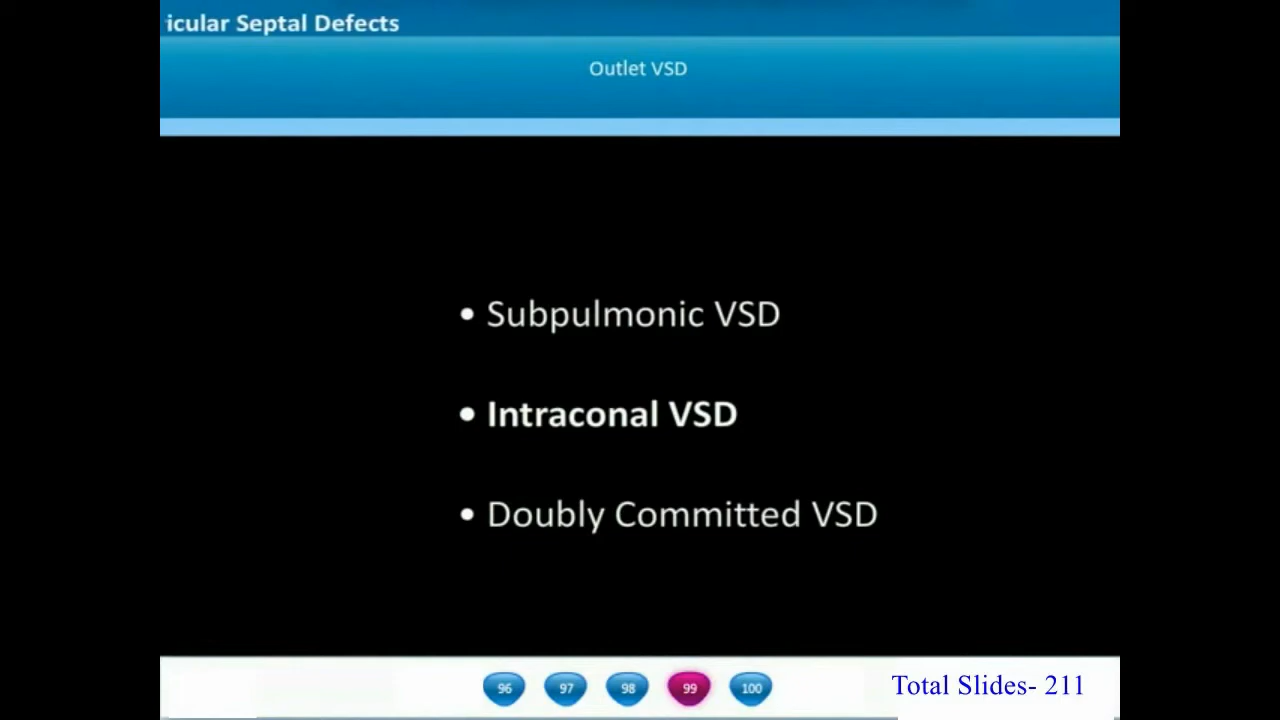 icular Septal Defects
Outlet VSD
• Subpulmonic VSD
• Intraconal VSD
• Doubly Committed VSD
96 97 98 99 100
Total Slides- 211